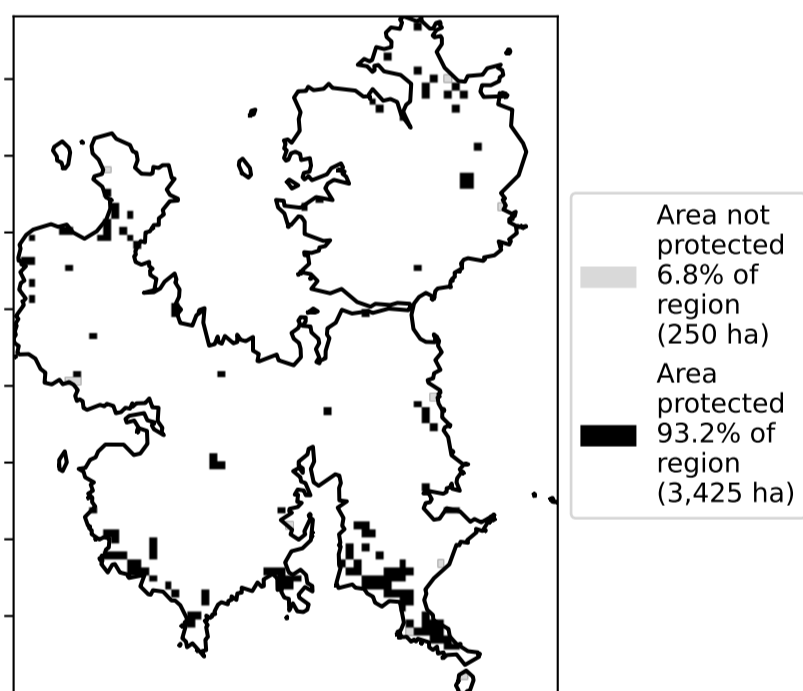 Area not
protected
6.8% of
region
(250 ha)
Area
protected
93.2% of
region
(3,425 ha)